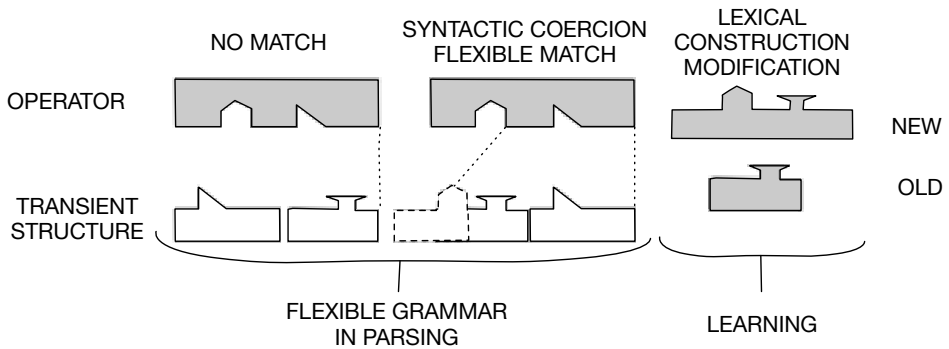 NO MATCH
SYNTACTIC COERCION
FLEXIBLE MATCH
LEXICAL
CONSTRUCTION
MODIFICATION
OPERATOR
NEW
OLD
TRANSIENT
STRUCTURE
FLEXIBLE GRAMMAR
IN PARSING
LEARNING